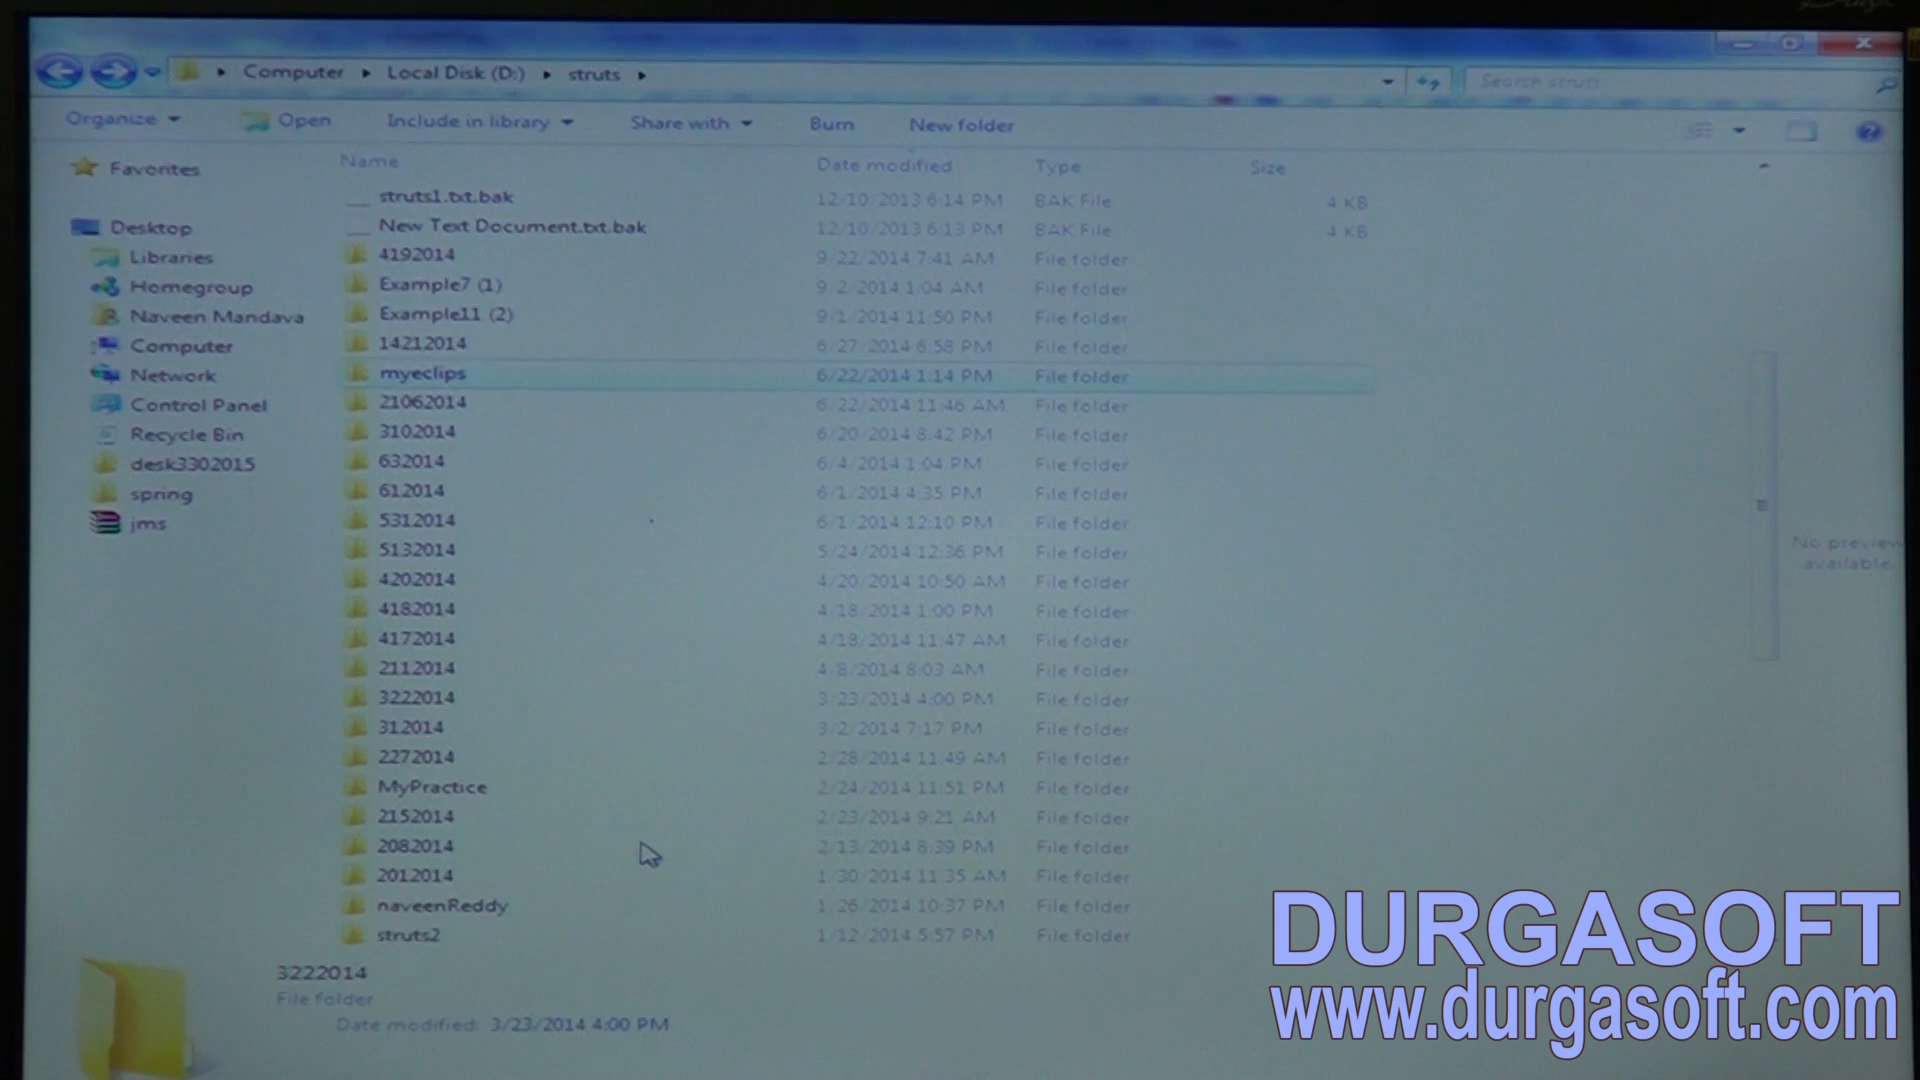 Computer ▸ Local Disk (D:) ▸ struts ▸ Search struts
Organize Open Include in library Share with Burn New folder
Name Date modified Type Size
struts1.txt.bak 12/10/2013 6:14 PM BAK File 4 KB
New Text Document.txt.bak 12/10/2013 6:13 PM BAK File 4 KB
4192014 9/22/2014 7:41 AM File folder
Example7 (1) 9/2/2014 1:04 AM File folder
Example11 (2) 9/1/2014 11:50 PM File folder
14212014 6/27/2014 6:58 PM File folder
myeclips 6/22/2014 1:14 PM File folder
21062014 6/22/2014 11:46 AM File folder
3102014 6/20/2014 8:42 PM File folder
632014 6/4/2014 1:04 PM File folder
612014 6/1/2014 4:35 PM File folder
5312014 6/1/2014 12:10 PM File folder
5132014 5/24/2014 12:36 PM File folder
4202014 4/20/2014 10:50 AM File folder
4182014 4/18/2014 1:00 PM File folder
4172014 4/18/2014 11:47 AM File folder
2112014 4/8/2014 8:03 AM File folder
3222014 3/23/2014 4:00 PM File folder
312014 3/2/2014 7:17 PM File folder
2272014 2/28/2014 11:49 AM File folder
MyPractice 2/24/2014 11:51 PM File folder
2152014 2/23/2014 9:21 AM File folder
2082014 2/13/2014 8:39 PM File folder
2012014 1/30/2014 11:35 AM File folder
naveenReddy 1/26/2014 10:37 PM File folder
struts2 1/12/2014 5:57 PM File folder
Favorites
Desktop
Libraries
Homegroup
Naveen Mandava
Computer
Network
Control Panel
Recycle Bin
desk3302015
spring
jms
No preview
available.
3222014
File folder
Date modified: 3/23/2014 4:00 PM
DURGASOFT
www.durgasoft.com